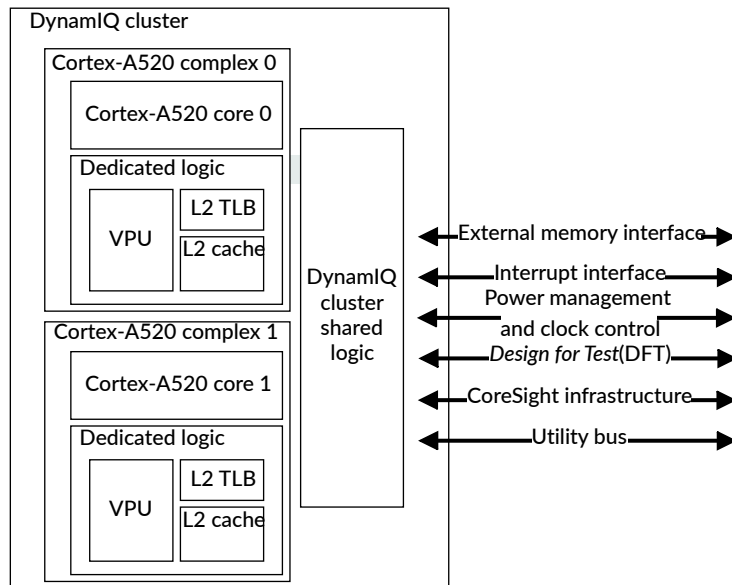 DynamIQ cluster
Cortex-A520 complex 0
Cortex-A520 core 0
Dedicated logic
VPU
L2 TLB
L2 cache
Cortex-A520 complex 1
Cortex-A520 core 1
Dedicated logic
VPU
L2 TLB
L2 cache
DynamIQ
cluster
shared
logic
External memory interface
Interrupt interface
Power management
and clock control
Design for Test(DFT)
CoreSight infrastructure
Utility bus